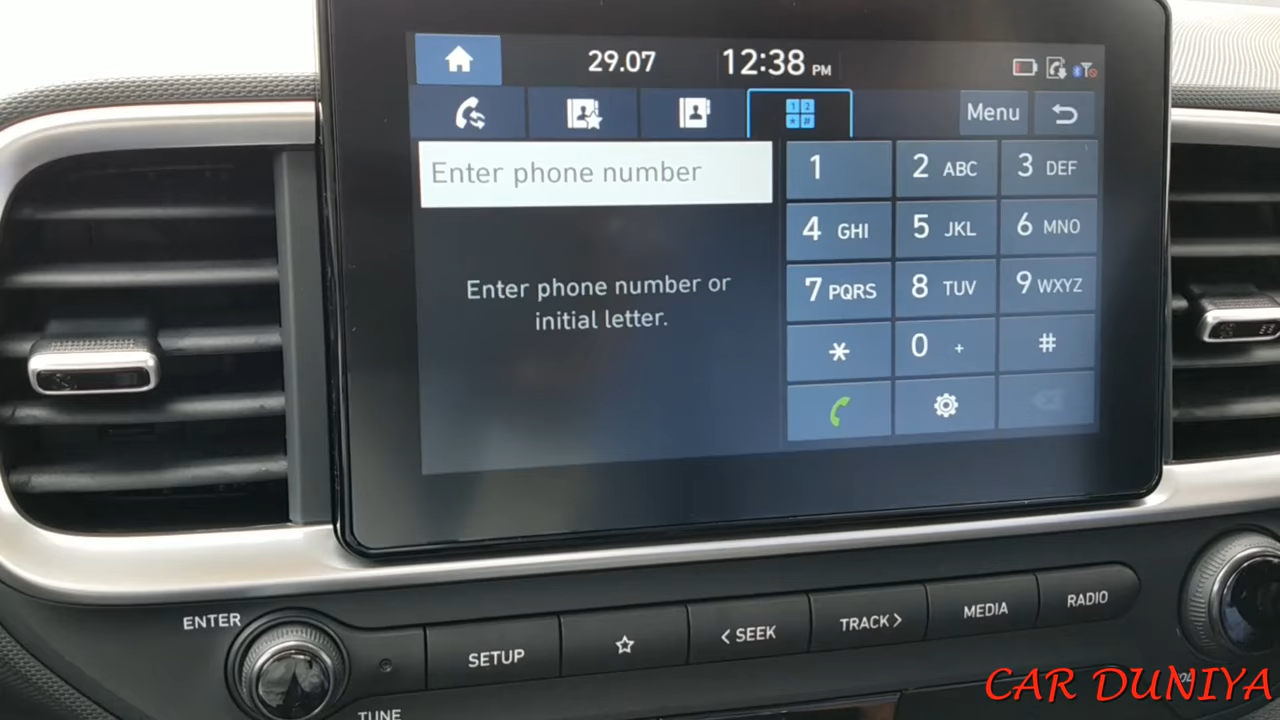 29.07 12:38 PM
Menu
Enter phone number
1 2 ABC 3 DEF
4 GHI 5 JKL 6 MNO
7 PQRS 8 TUV 9 WXYZ
* 0 + #
Enter phone number or
initial letter.
ENTER
SETUP
< SEEK
TRACK >
MEDIA
RADIO
TUNE
CAR DUNIYA